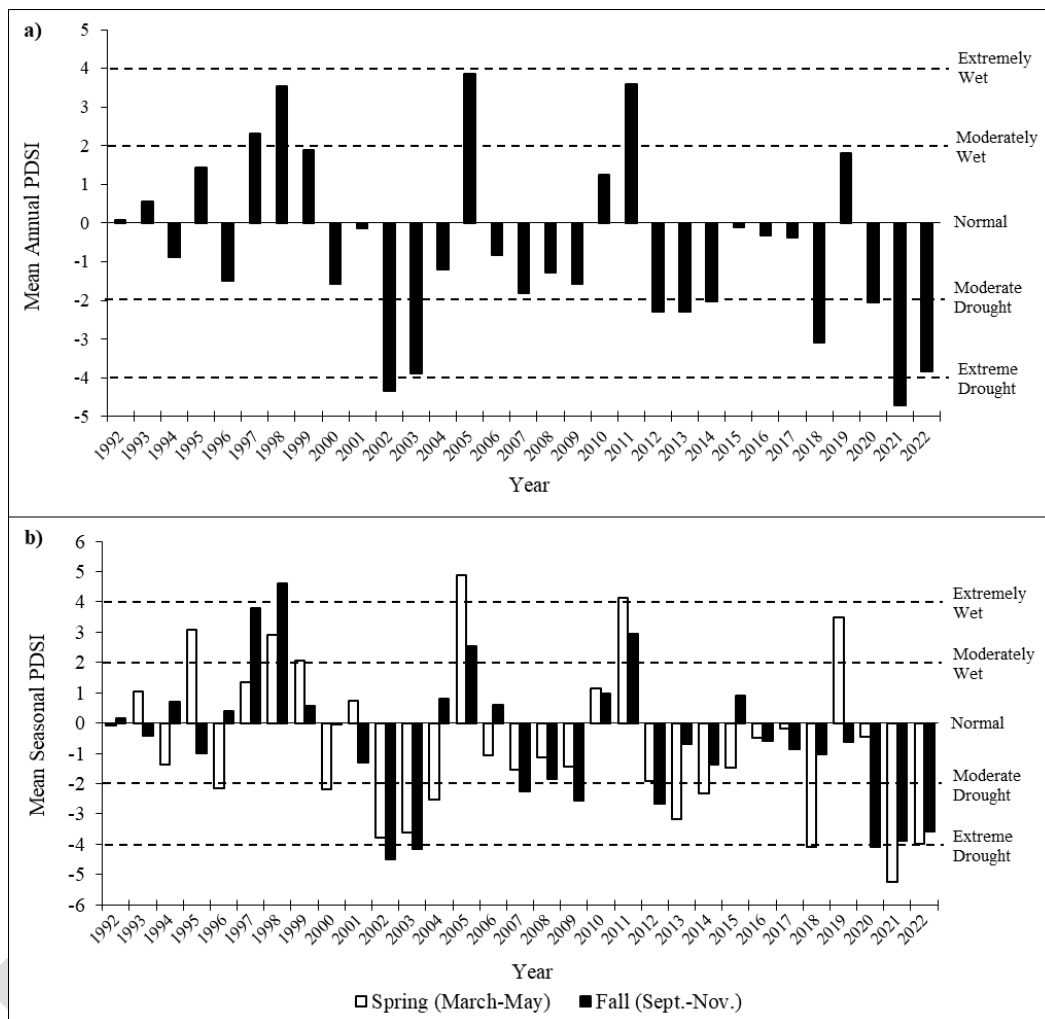 a)
Mean Annual PDSI
5
4
3
2
1
0
-1
-2
-3
-4
-5
Extremely
Wet
Moderately
Wet
Normal
Moderate
Drought
Extreme
Drought
1992 1993 1994 1995 1996 1997 1998 1999 2000 2001 2002 2003 2004 2005 2006 2007 2008 2009 2010 2011 2012 2013 2014 2015 2016 2017 2018 2019 2020 2021 2022
Year
b)
Mean Seasonal PDSI
6
5
4
3
2
1
0
-1
-2
-3
-4
-5
-6
Extremely
Wet
Moderately
Wet
Normal
Moderate
Drought
Extreme
Drought
1992 1993 1994 1995 1996 1997 1998 1999 2000 2001 2002 2003 2004 2005 2006 2007 2008 2009 2010 2011 2012 2013 2014 2015 2016 2017 2018 2019 2020 2021 2022
Year
Spring (March-May) Fall (Sept.-Nov.)